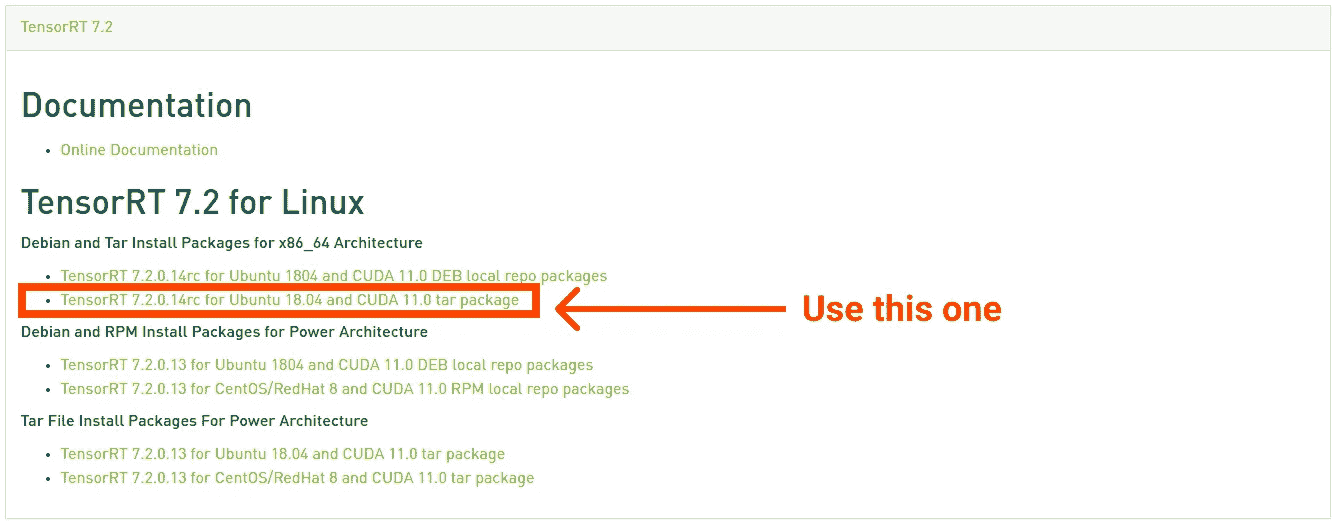 TensorRT 7.2
Documentation
Online Documentation
TensorRT 7.2 for Linux
Debian and Tar Install Packages for x86_64 Architecture
TensorRT 7.2.0.14rc for Ubuntu 1804 and CUDA 11.0 DEB local repo packages
TensorRT 7.2.0.14rc for Ubuntu 18.04 and CUDA 11.0 tar package
Use this one
Debian and RPM Install Packages for Power Architecture
TensorRT 7.2.0.13 for Ubuntu 1804 and CUDA 11.0 DEB local repo packages
TensorRT 7.2.0.13 for CentOS/RedHat 8 and CUDA 11.0 RPM local repo packages
Tar File Install Packages For Power Architecture
TensorRT 7.2.0.13 for Ubuntu 18.04 and CUDA 11.0 tar package
TensorRT 7.2.0.13 for CentOS/RedHat 8 and CUDA 11.0 tar package